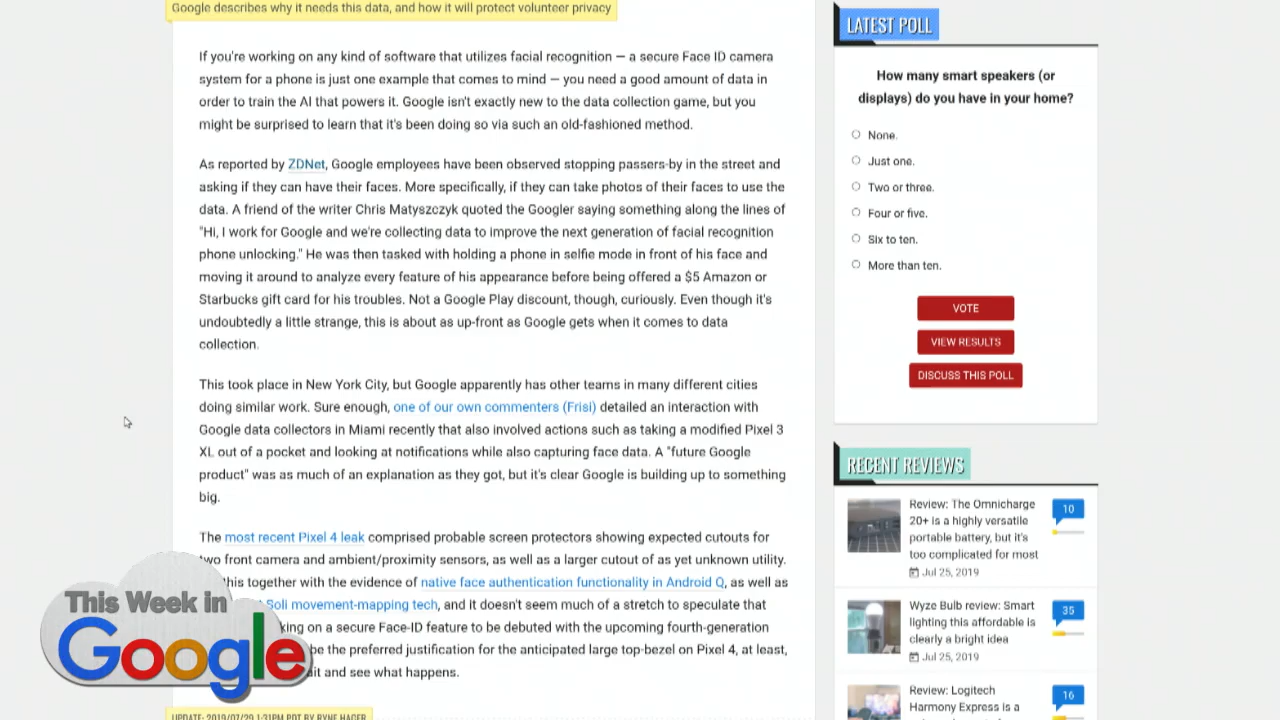 Google describes why it needs this data, and how it will protect volunteer privacy
If you're working on any kind of software that utilizes facial recognition — a secure Face ID camera
system for a phone is just one example that comes to mind — you need a good amount of data in
order to train the AI that powers it. Google isn't exactly new to the data collection game, but you
might be surprised to learn that it's been doing so via such an old-fashioned method.
As reported by ZDNet, Google employees have been observed stopping passers-by in the street and
asking if they can have their faces. More specifically, if they can take photos of their faces to use the
data. A friend of the writer Chris Matyszczyk quoted the Googler saying something along the lines of
"Hi, I work for Google and we're collecting data to improve the next generation of facial recognition
phone unlocking." He was then tasked with holding a phone in selfie mode in front of his face and
moving it around to analyze every feature of his appearance before being offered a $5 Amazon or
Starbucks gift card for his troubles. Not a Google Play discount, though, curiously. Even though it's
undoubtedly a little strange, this is about as up-front as Google gets when it comes to data
collection.
This took place in New York City, but Google apparently has other teams in many different cities
doing similar work. Sure enough, one of our own commenters (Frisi) detailed an interaction with
Google data collectors in Miami recently that also involved actions such as taking a modified Pixel 3
XL out of a pocket and looking at notifications while also capturing face data. A "future Google
product" was as much of an explanation as they got, but it's clear Google is building up to something
big.
The most recent Pixel 4 leak comprised probable screen protectors showing expected cutouts for
two front camera and ambient/proximity sensors, as well as a larger cutout of as yet unknown utility.
this together with the evidence of native face authentication functionality in Android Q, as well as
Soli movement-mapping tech, and it doesn't seem much of a stretch to speculate that
king on a secure Face-ID feature to be debuted with the upcoming fourth-generation
be the preferred justification for the anticipated large top-bezel on Pixel 4, at least,
ait and see what happens.
UPDATE: 2019/07/29 1:31PM PDT BY RYNE HAGER
This Week in
Google
LATEST POLL
How many smart speakers (or
displays) do you have in your home?
None.
Just one.
Two or three.
Four or five.
Six to ten.
More than ten.
VOTE
VIEW RESULTS
DISCUSS THIS POLL
RECENT REVIEWS
Review: The Omnicharge
20+ is a highly versatile
portable battery, but it's
too complicated for most
Jul 25, 2019
10
Wyze Bulb review: Smart
lighting this affordable is
clearly a bright idea
Jul 25, 2019
35
Review: Logitech
Harmony Express is a
16